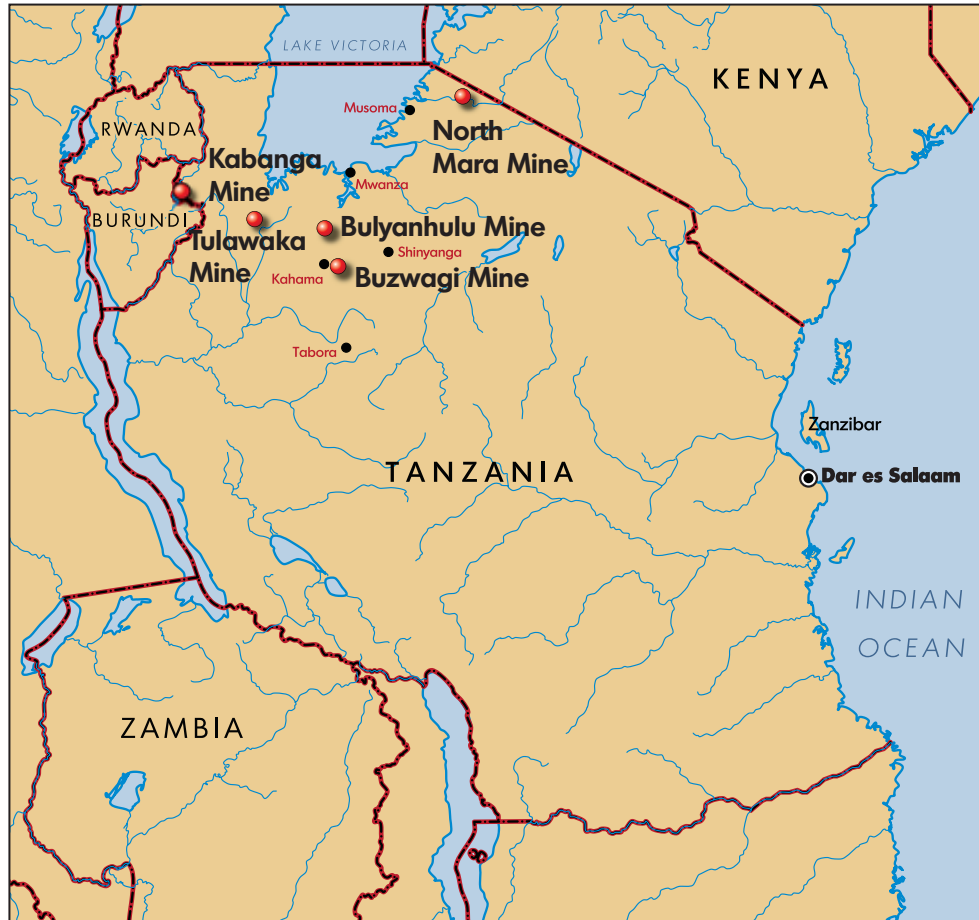 LAKE VICTORIA
KENYA
Musoma
RWANDA
North
Mara Mine
Kabanga
Mine
Mwanza
BURUNDI
Tulawaka
Mine
Bulyanhulu Mine
Shinyanga
Kahama
Buzwagi Mine
Tabora
Zanzibar
TANZANIA
Dar es Salaam
INDIAN
OCEAN
ZAMBIA